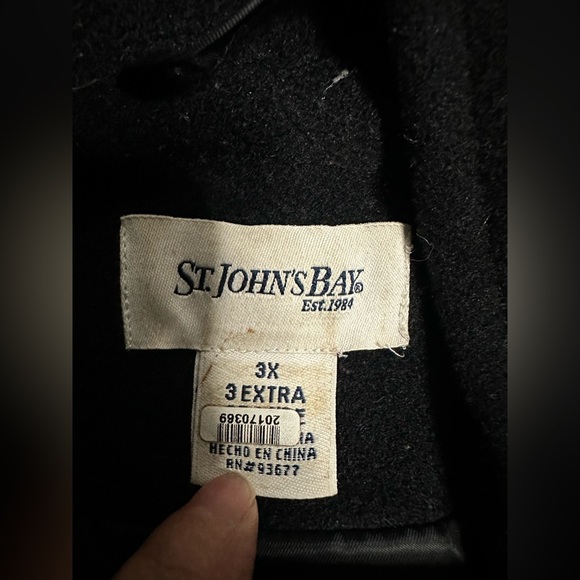 ST. JOHN'S BAY®
Est. 1984
3X
3 EXTRA
20170369
HECHO EN CHINA
RN#93677